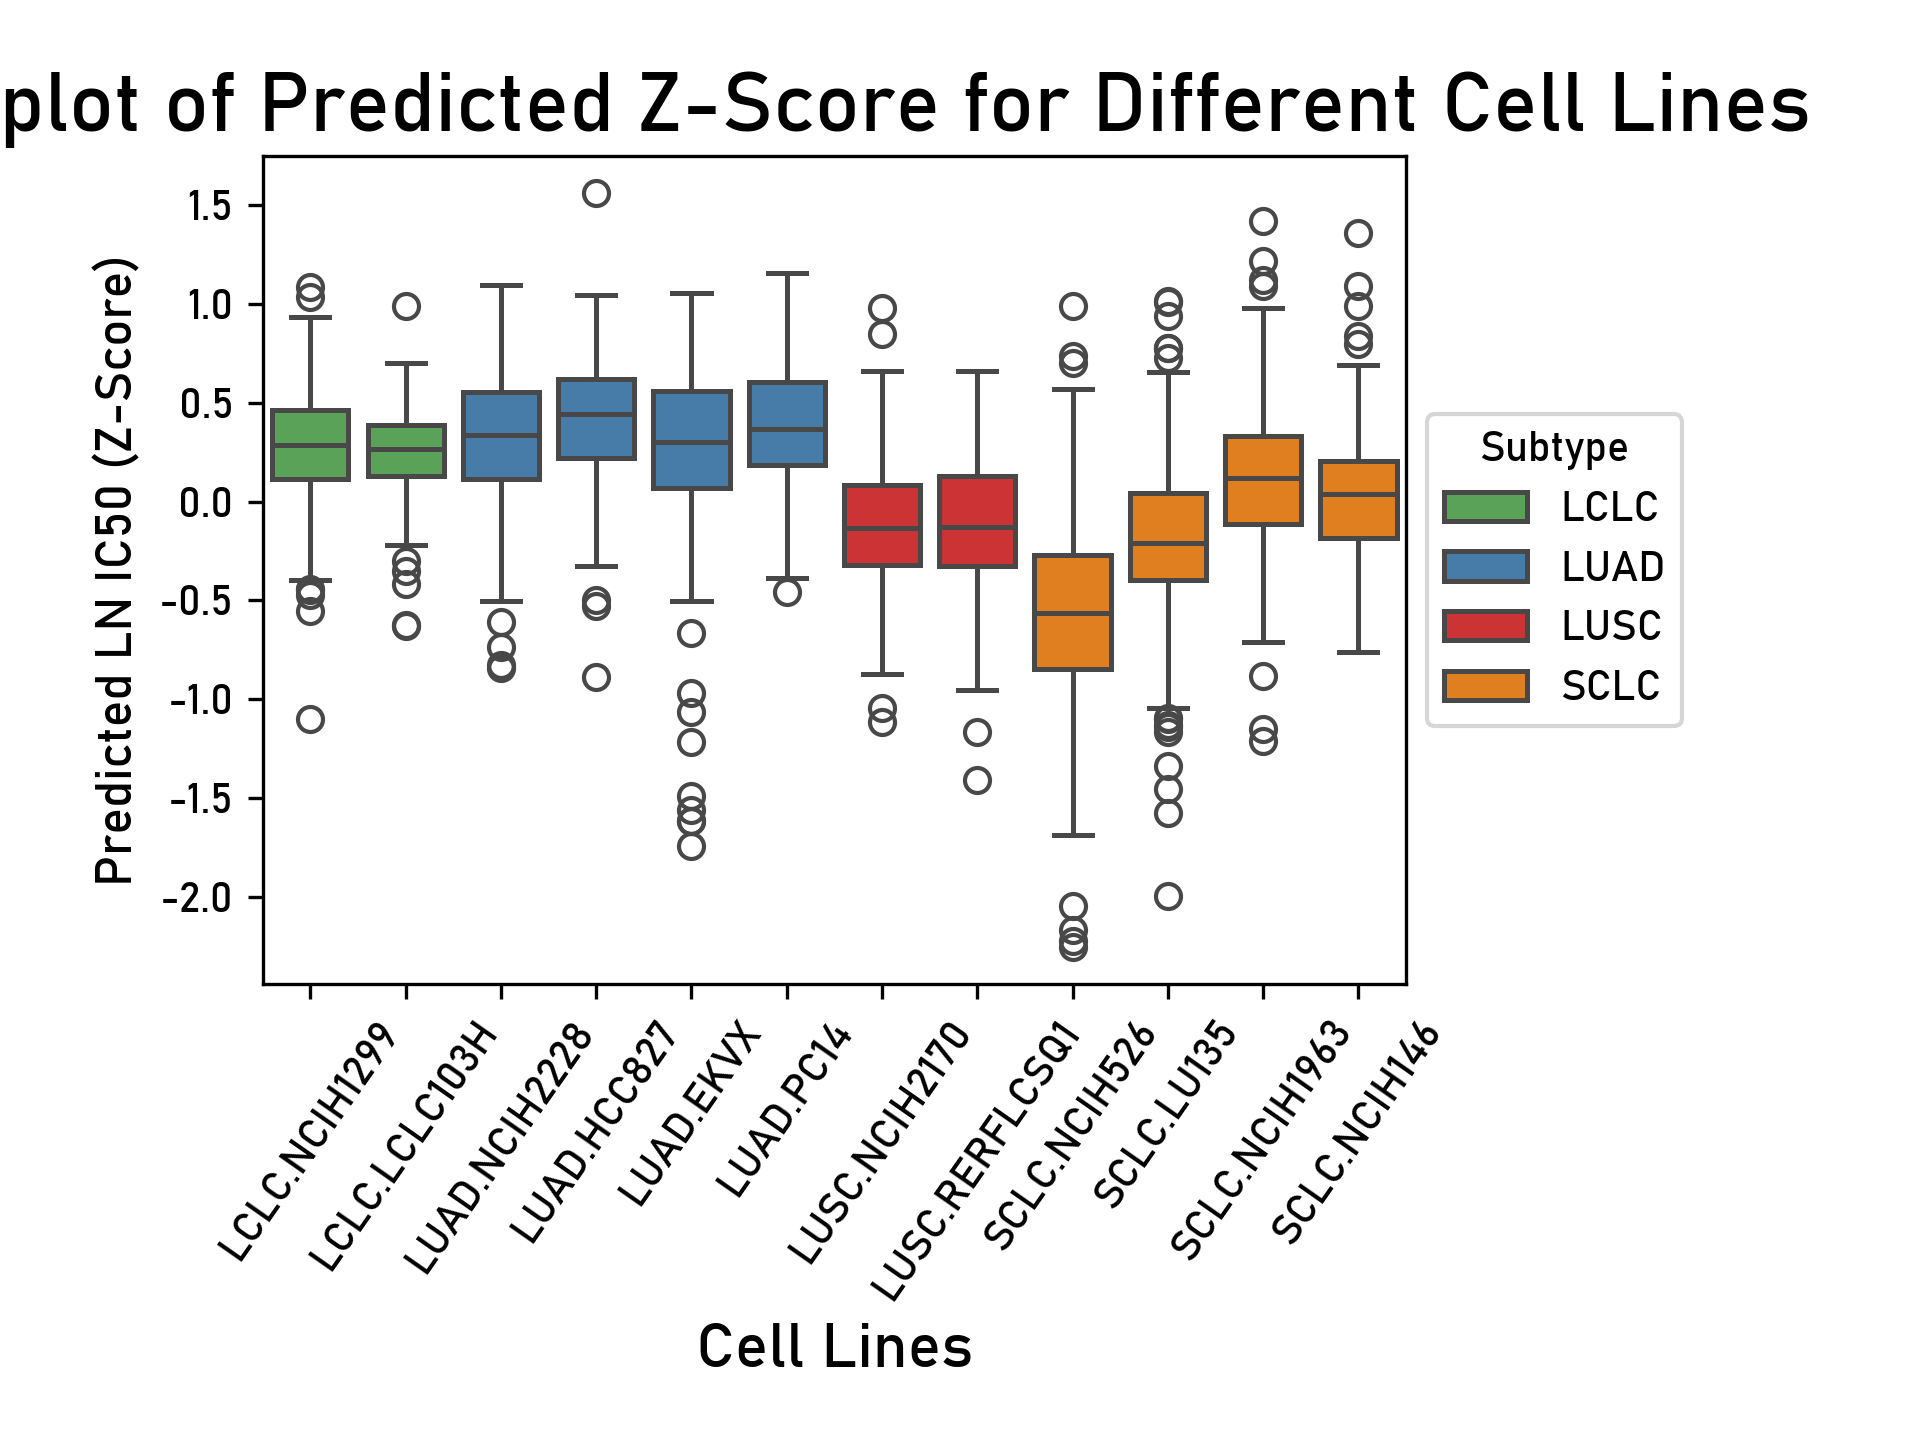 plot of Predicted Z-Score for Different Cell Lines
Predicted LN IC50 (Z-Score)
1.5
1.0
0.5
0.0
-0.5
-1.0
-1.5
-2.0
LCLC.NCIH1299
LCLC.LCLC103H
LUAD.NCIH2228
LUAD.HCC827
LUAD.EKVX
LUAD.PC14
LUSC.NCIH2170
LUSC.RERFLCSQ1
SCLC.NCIH526
SCLC.LU135
SCLC.NCIH1963
SCLC.NCIH146
Cell Lines
Subtype
LCLC
LUAD
LUSC
SCLC